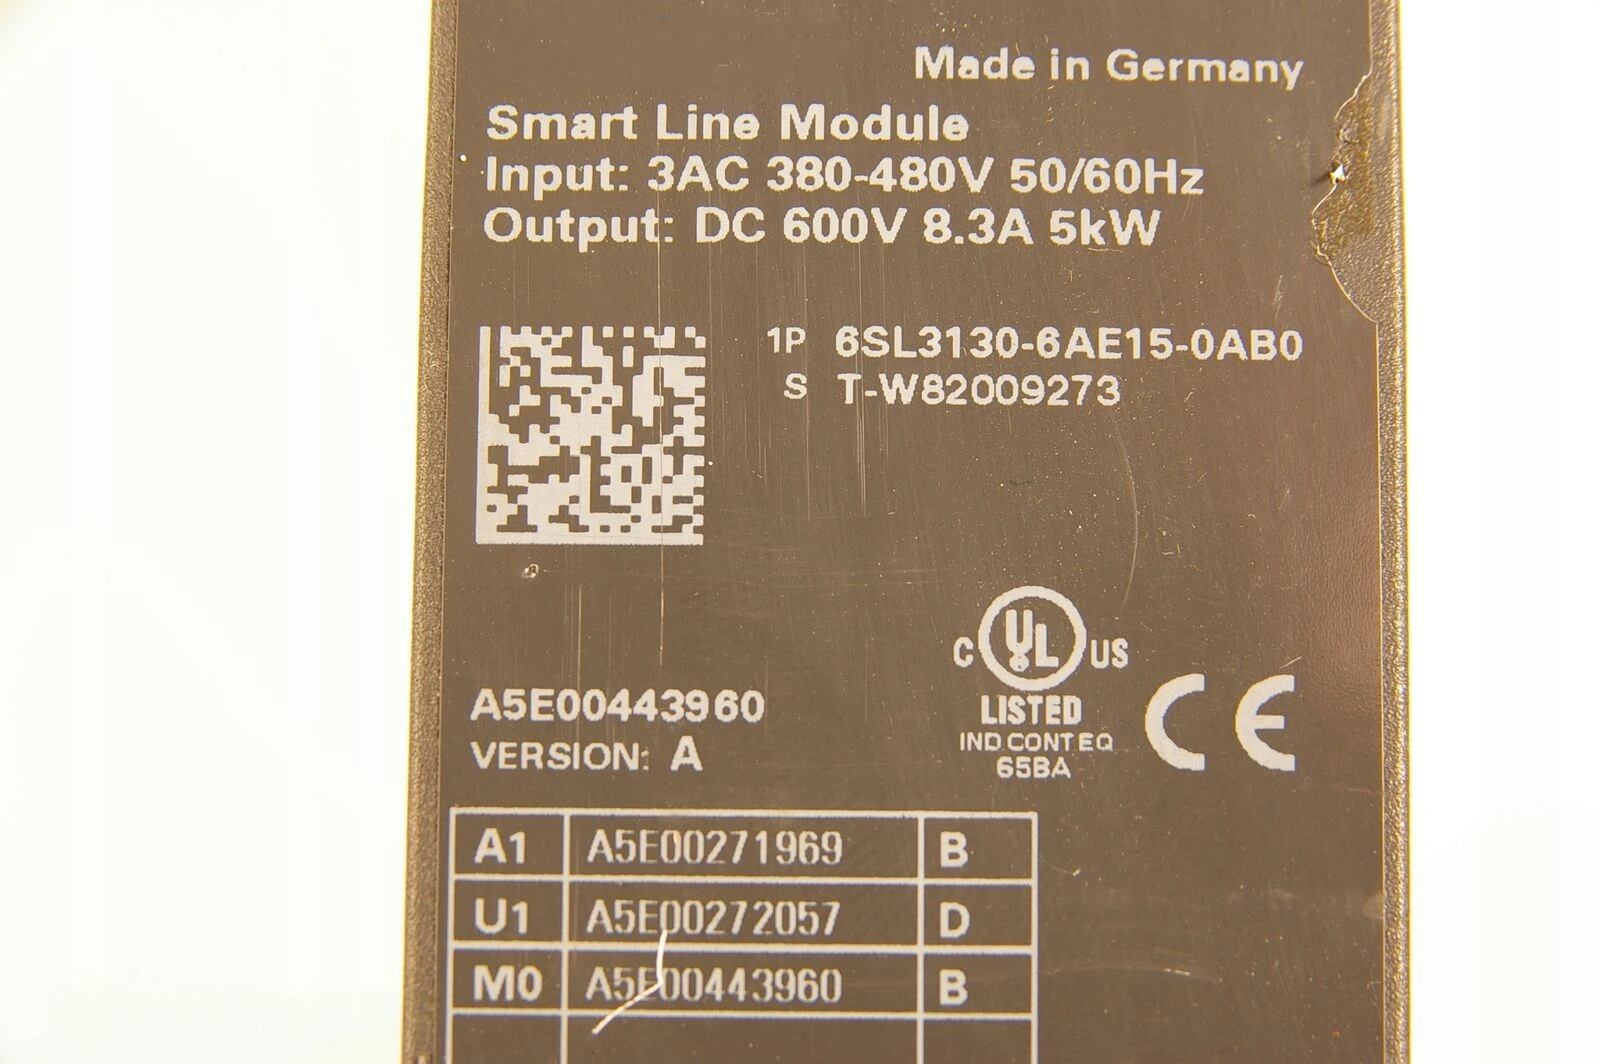 Made in Germany
Smart Line Module
Input: 3AC 380-480V 50/60Hz
Output: DC 600V 8.3A 5kW
1P 6SL3130-6AE15-0AB0
S T-W82009273
C UL US
LISTED
IND.CONT.EQ
65BA
CE
A5E00443960
VERSION: A
A1 A5E00271969 B
U1 A5E00272057 D
M0 A5E00443960 B